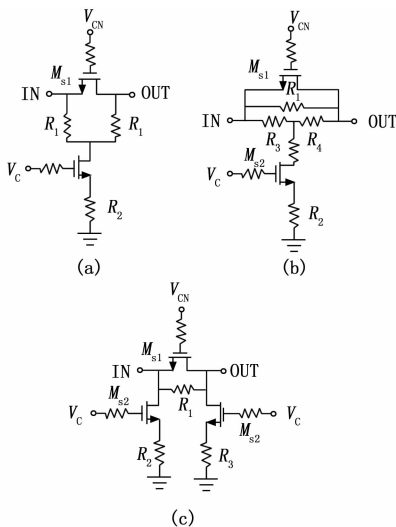 V_CN
V_CN
M_s1
M_s1
R_1
IN
OUT
IN
OUT
R_1
R_1
R_3
R_4
V_C
V_C
M_s2
R_2
R_2
(a)
(b)
V_CN
IN
M_s1
OUT
M_s2
R_1
V_C
V_C
M_s2
R_2
R_3
(c)